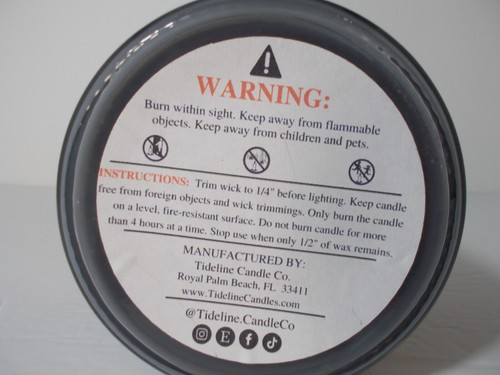 WARNING:
Burn within sight. Keep away from flammable
objects. Keep away from children and pets.
INSTRUCTIONS: Trim wick to 1/4" before lighting. Keep candle
free from foreign objects and wick trimmings. Only burn the candle
on a level, fire-resistant surface. Do not burn candle for more
than 4 hours at a time. Stop use when only 1/2" of wax remains.
MANUFACTURED BY:
Tideline Candle Co.
Royal Palm Beach, FL 33411
www.TidelineCandles.com
@Tideline.CandleCo
E